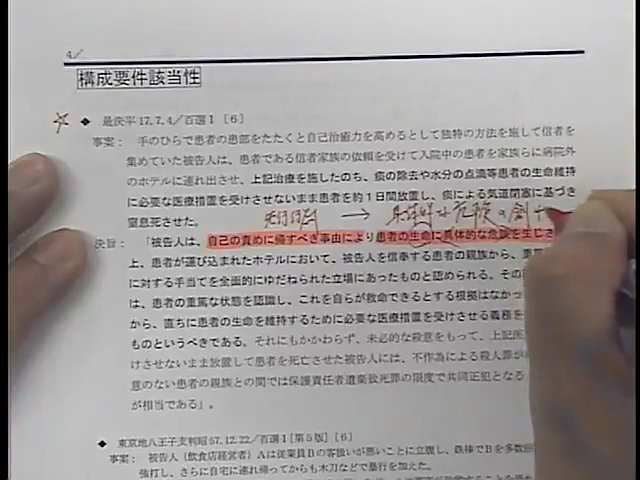 4/
構成要件該当性
☆ ◆ 最決平17.7.4／百選Ⅰ［6］
事案： 手のひらで患者の患部をたたくと自己治癒力を高めるとして独特の方法を施して信者を
集めていた被告人は、患者である信者家族の依頼を受けて入院中の患者を家族らに病院外
のホテルに連れ出させ、上記治療を施したのち、痰の除去や水分の点滴等患者の生命維持
に必要な医療措置を受けさせないまま患者を約1日間放置し、痰による気道閉塞に基づき
窒息死させた。
先行行為 → 危険の創
決旨： 「被告人は、自己の責めに帰すべき事由により患者の生命に具体的な危険を生じさ
上、患者が運び込まれたホテルにおいて、被告人を信奉する患者の親族から、重
に対する手当てを全面的にゆだねられた立場にあったものと認められる。その
は、患者の重篤な状態を認識し、これを自らが救命できるとする根拠はなかっ
から、直ちに患者の生命を維持するために必要な医療措置を受けさせる義務を
ものというべきである。それにもかかわらず、未必的な殺意をもって、上記医
けさせないまま放置して患者を死亡させた被告人には、不作為による殺人罪が
意のない患者の親族との間では保護責任者遺棄致死罪の限度で共同正犯となる
が相当である」。
◆ 東京地八王子支判昭57.12.22／百選Ⅰ［第5版］［6］
事案： 被告人（飲食店経営者）Aは従業員Bの客扱いが悪いことに立腹し、鉄棒でBを多数回
強打し、さらに自宅に連れ帰ってからも木刀などで暴行を加えた。